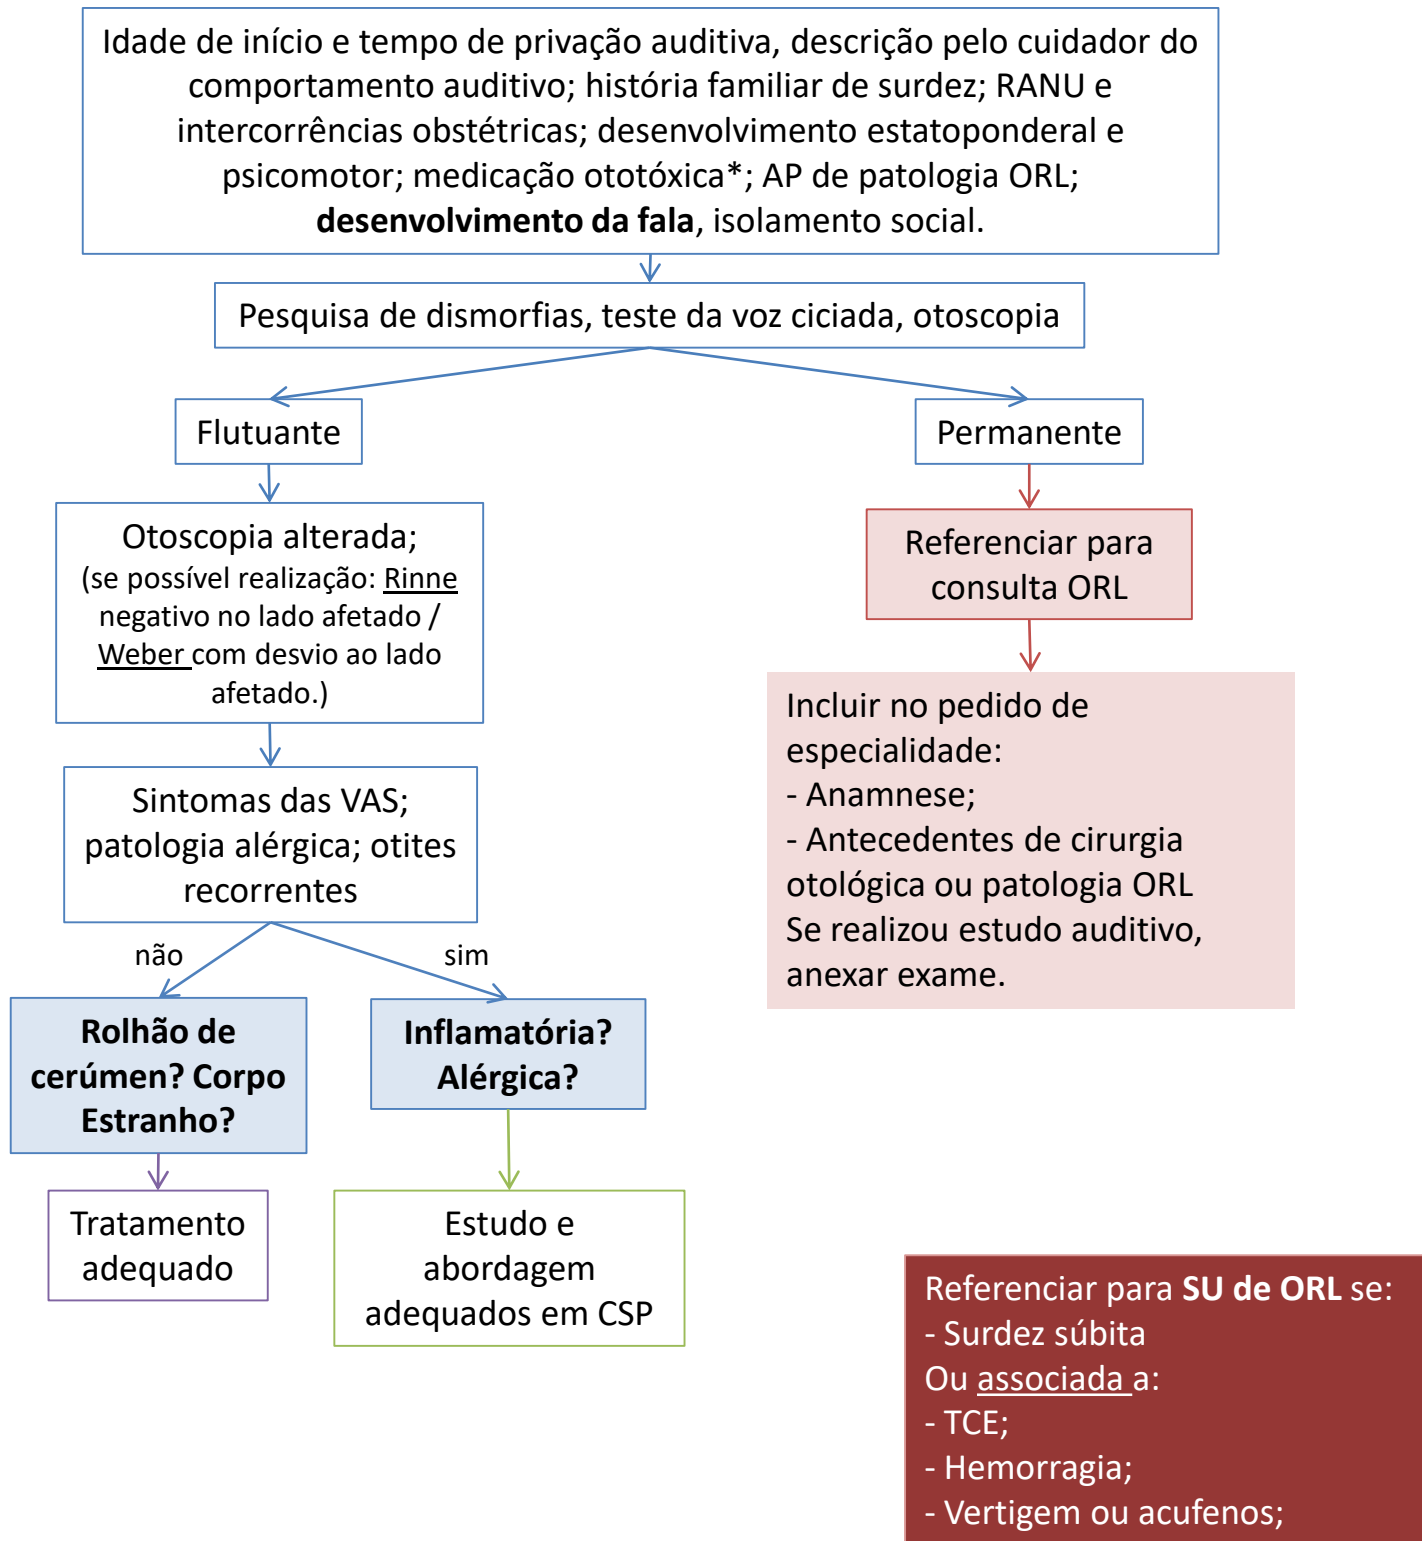 Idade de início e tempo de privação auditiva, descrição pelo cuidador do
comportamento auditivo; história familiar de surdez; RANU e
intercorrências obstétricas; desenvolvimento estatoponderal e
psicomotor; medicação ototóxica*; AP de patologia ORL;
desenvolvimento da fala, isolamento social.
Pesquisa de dismorfias, teste da voz ciciada, otoscopia
Flutuante
Permanente
Otoscopia alterada;
(se possível realização: Rinne
negativo no lado afetado /
Weber com desvio ao lado
afetado.)
Referenciar para
consulta ORL
Sintomas das VAS;
patologia alérgica; otites
recorrentes
Incluir no pedido de
especialidade:
- Anamnese;
- Antecedentes de cirurgia
otológica ou patologia ORL
Se realizou estudo auditivo,
anexar exame.
não
sim
Rolhão de
cerúmen? Corpo
Estranho?
Inflamatória?
Alérgica?
Tratamento
adequado
Estudo e
abordagem
adequados em CSP
Referenciar para SU de ORL se:
- Surdez súbita
Ou associada a:
- TCE;
- Hemorragia;
- Vertigem ou acufenos;